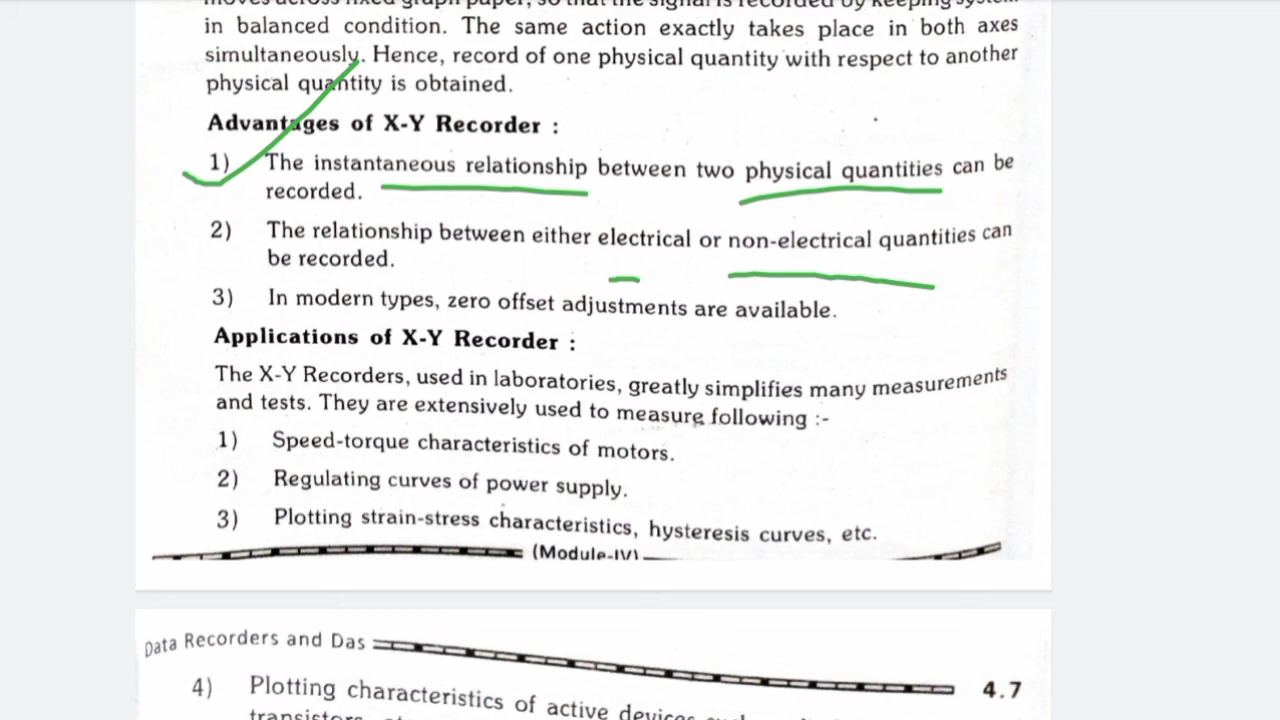 in balanced condition. The same action exactly takes place in both axes
simultaneously. Hence, record of one physical quantity with respect to another
physical quantity is obtained.
Advantages of X-Y Recorder :
1) The instantaneous relationship between two physical quantities can be
recorded.
2) The relationship between either electrical or non-electrical quantities can
be recorded.
3) In modern types, zero offset adjustments are available.
Applications of X-Y Recorder :
The X-Y Recorders, used in laboratories, greatly simplifies many measurements
and tests. They are extensively used to measure following :-
1) Speed-torque characteristics of motors.
2) Regulating curves of power supply.
3) Plotting strain-stress characteristics, hysteresis curves, etc.
(Module-IV)
Data Recorders and Das
4.7
4) Plotting characteristics of active devices